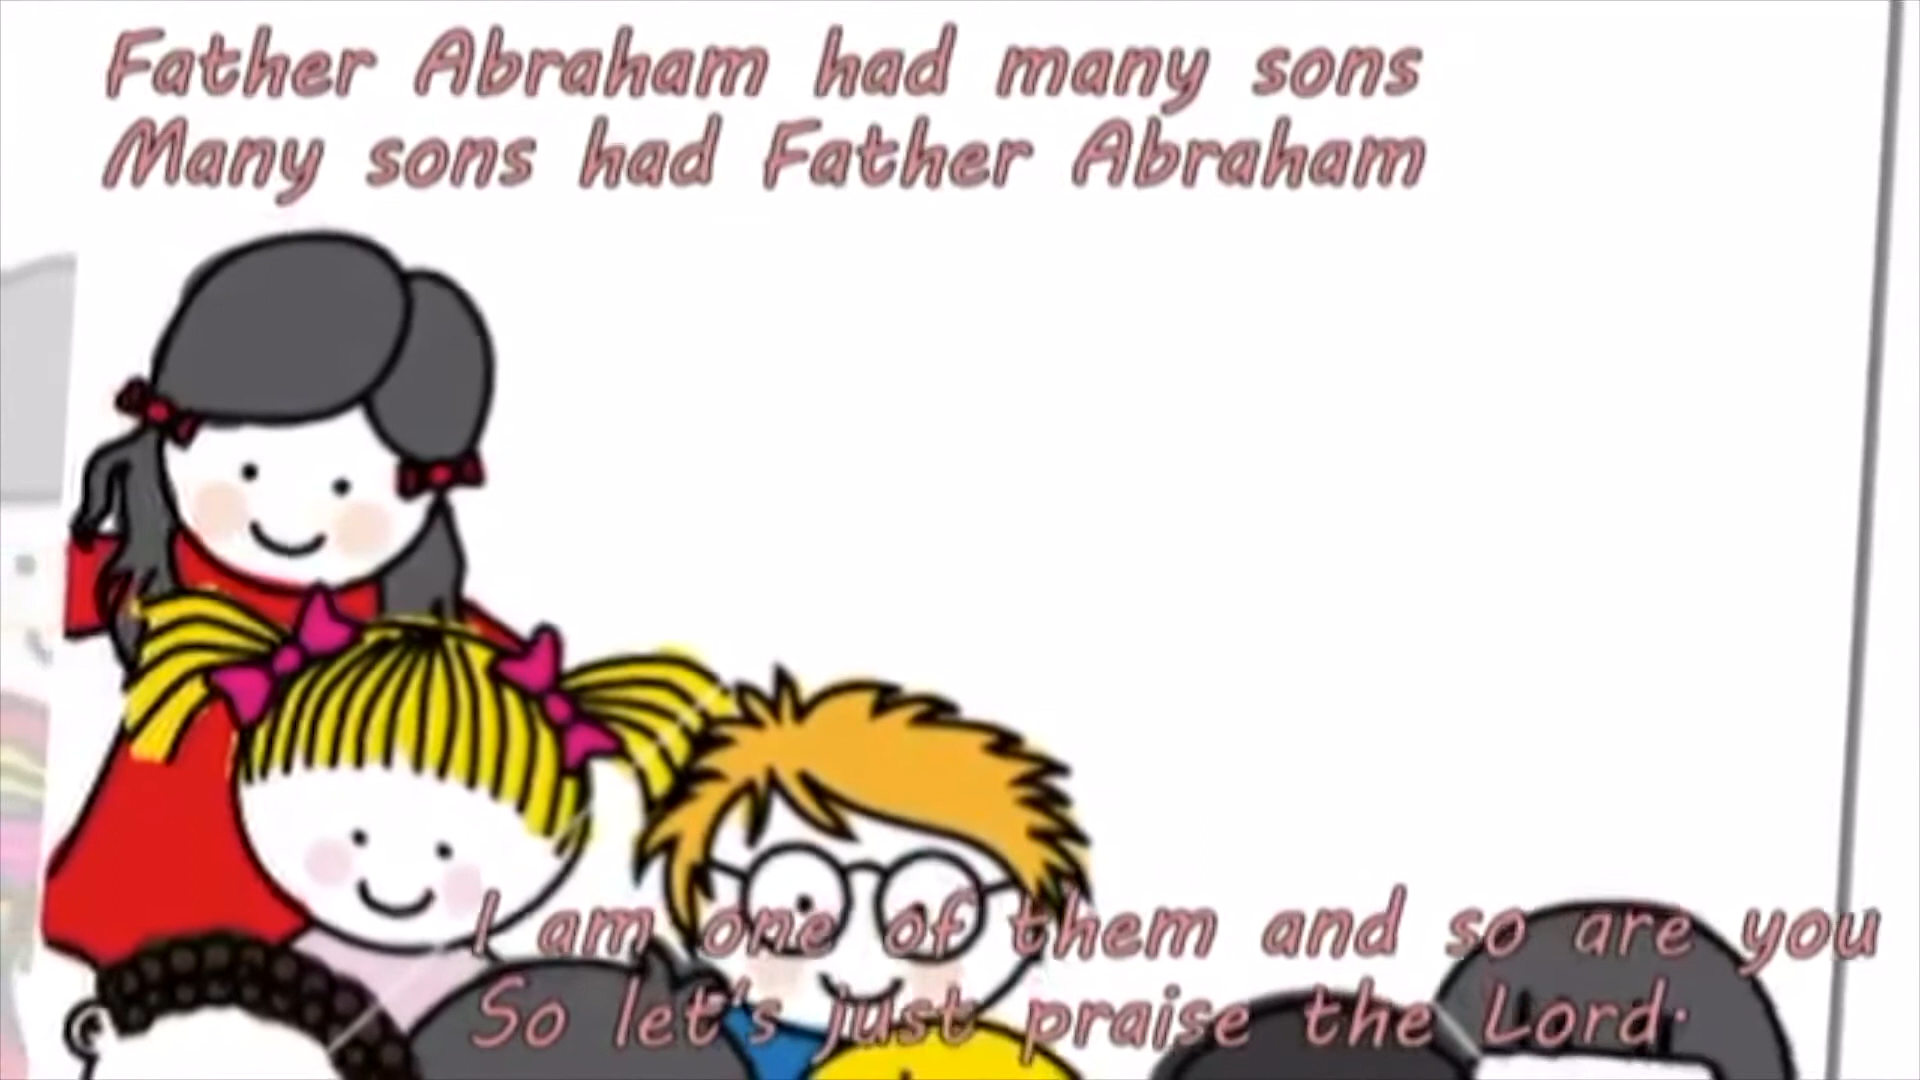 Father Abraham had many sons
Many sons had Father Abraham
I am one of them and so are you
So let's just praise the Lord.